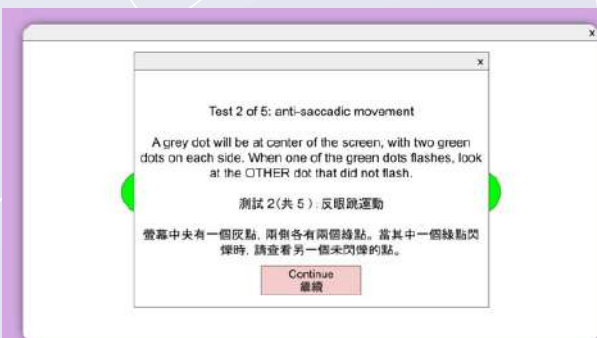 x
x
Test 2 of 5: anti-saccadic movement
A grey dot will be at center of the screen, with two green
dots on each side. When one of the green dots flashes, look
at the OTHER dot that did not flash.
測試 2(共 5 ): 反眼跳運動
螢幕中央有一個灰點, 兩側各有兩個綠點。當其中一個綠點閃
爍時, 請查看另一個未閃爍的點。
Continue
繼續